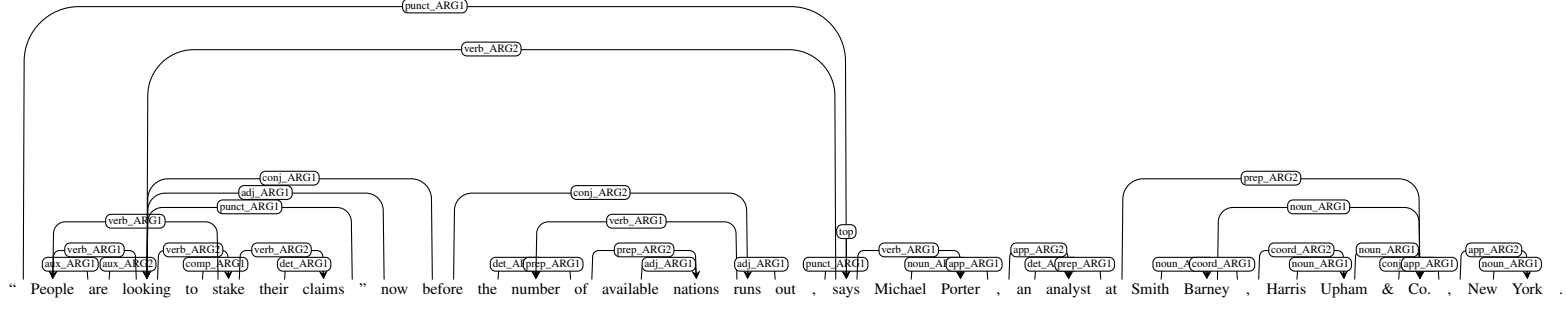 punct_ARG1
verb_ARG2
conj_ARG1 conj_ARG2 prep_ARG2
adj_ARG1
punct_ARG1 noun_ARG1
verb_ARG1 verb_ARG1
top
verb_ARG1 verb_ARG2 verb_ARG2 prep_ARG2 verb_ARG1 app_ARG2 coord_ARG2 noun_ARG1 app_ARG2
aux_ARG1 aux_ARG2 comp_ARG1 det_ARG1 prep_ARG1 adj_ARG1 adj_ARG1 punct_ARG1 app_ARG1 prep_ARG1 coord_ARG1 noun_ARG1 app_ARG1 noun_ARG1
“ People are looking to stake their claims ” now before the number of available nations runs out , says Michael Porter , an analyst at Smith Barney , Harris Upham & Co. , New York .